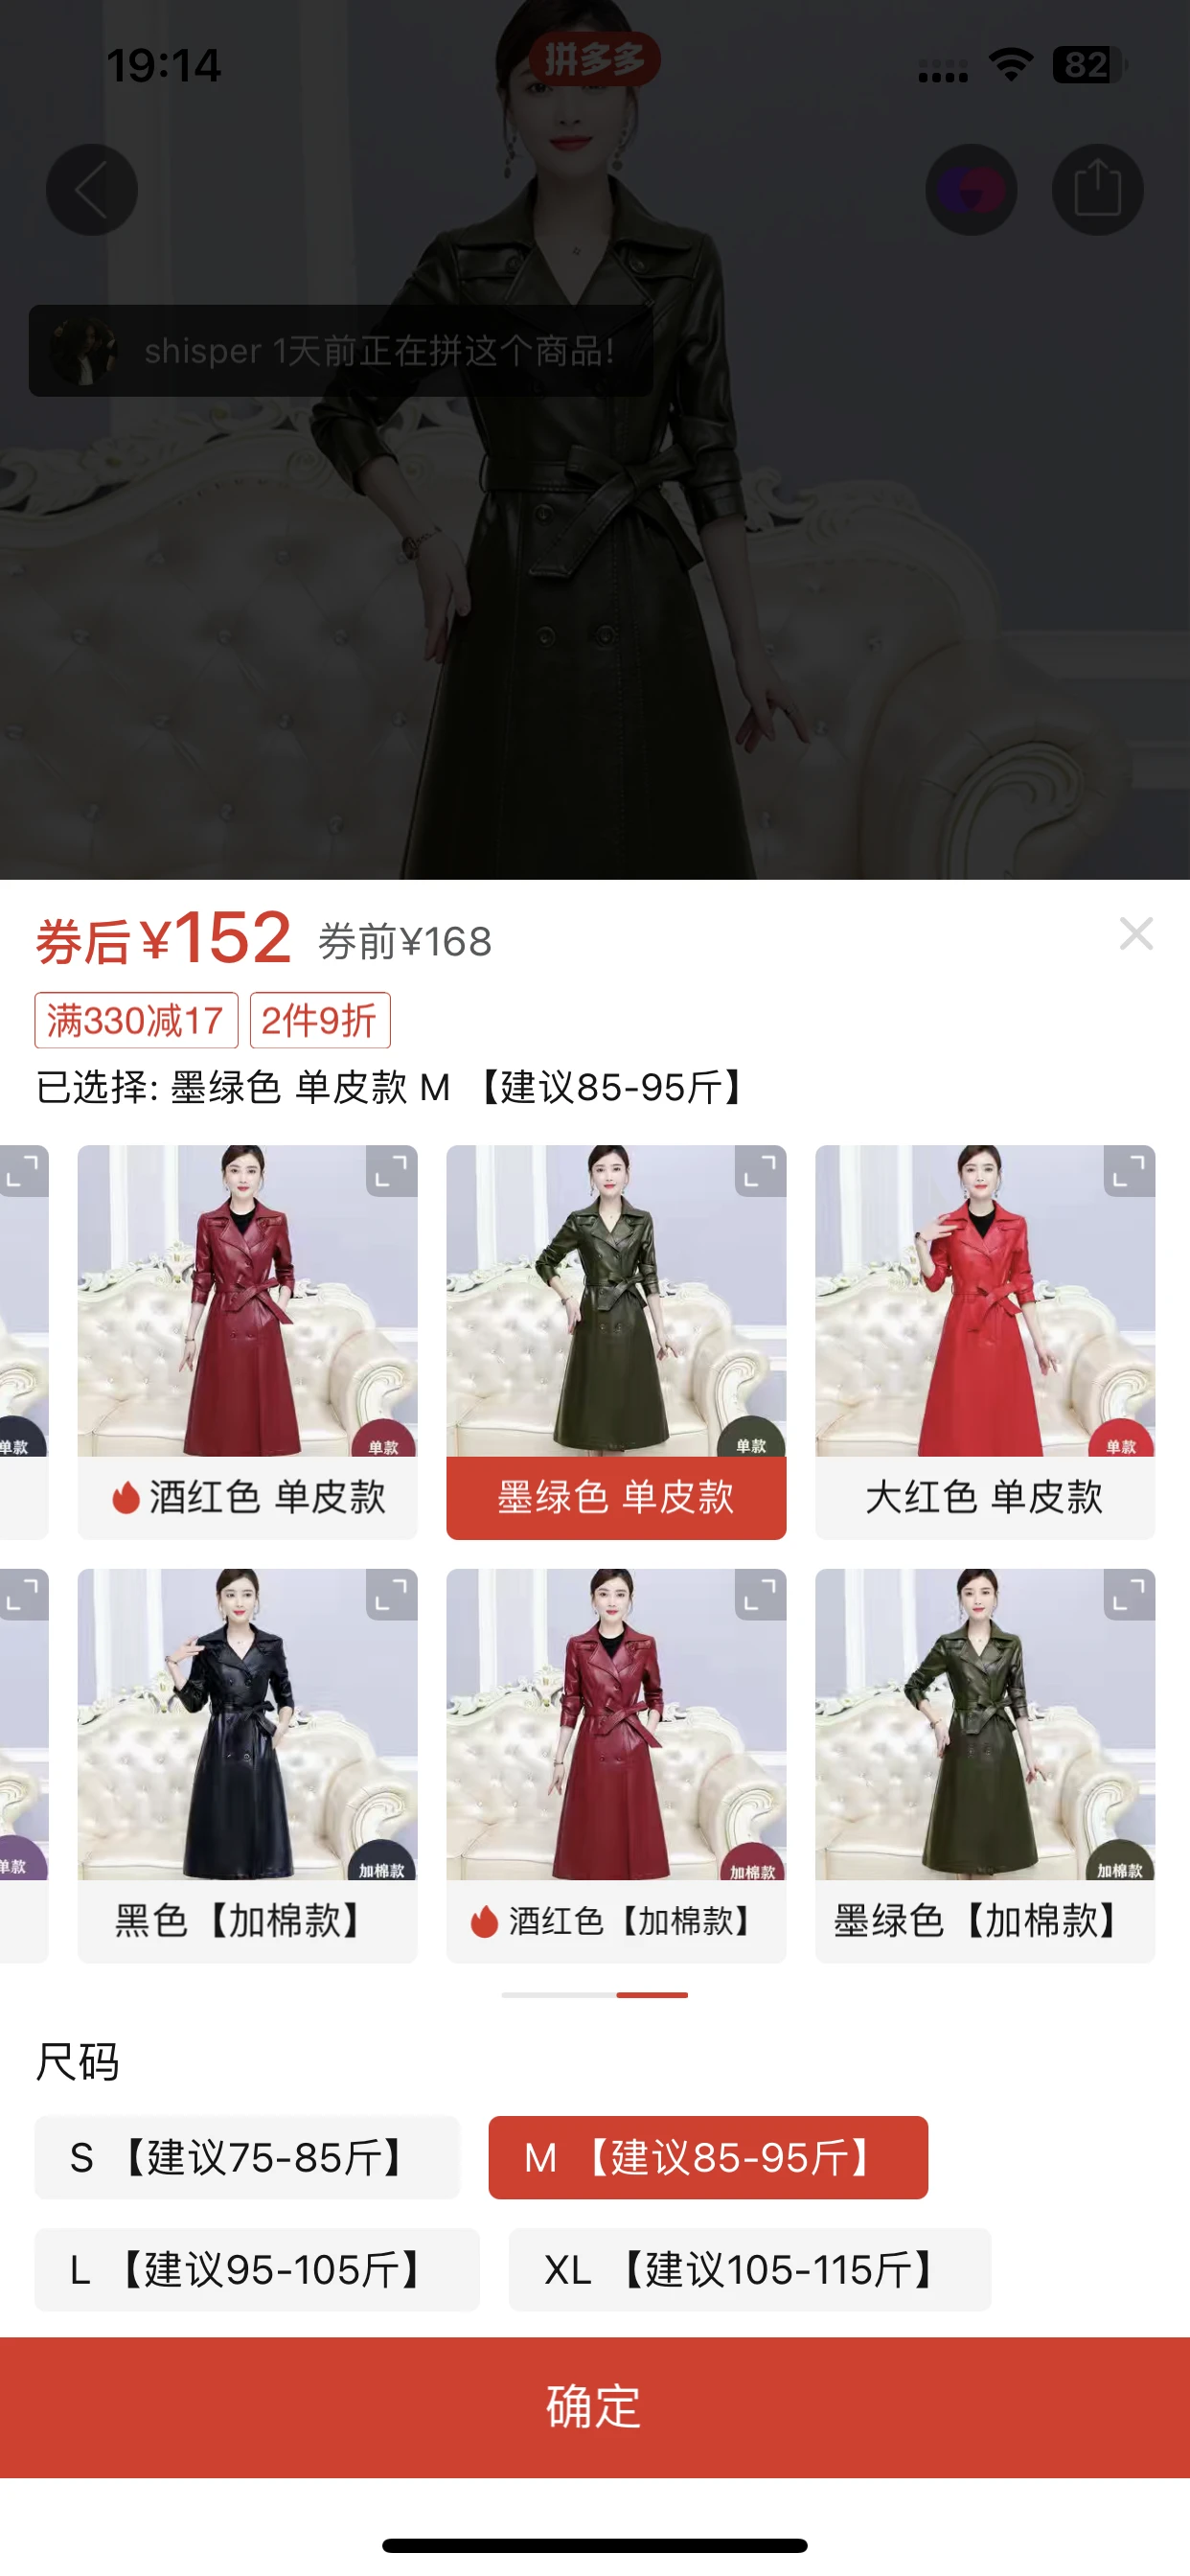 19:14
拼多多
82
shisper 1天前正在拼这个商品!
券后¥152 券前¥168
满330减17 2件9折
已选择: 墨绿色 单皮款 M 【建议85-95斤】
单款 单款 单款 单款
酒红色 单皮款 墨绿色 单皮款 大红色 单皮款
单款 加棉款 加棉款 加棉款
黑色【加棉款】 酒红色【加棉款】 墨绿色【加棉款】
尺码
S 【建议75-85斤】 M 【建议85-95斤】
L 【建议95-105斤】 XL 【建议105-115斤】
确定